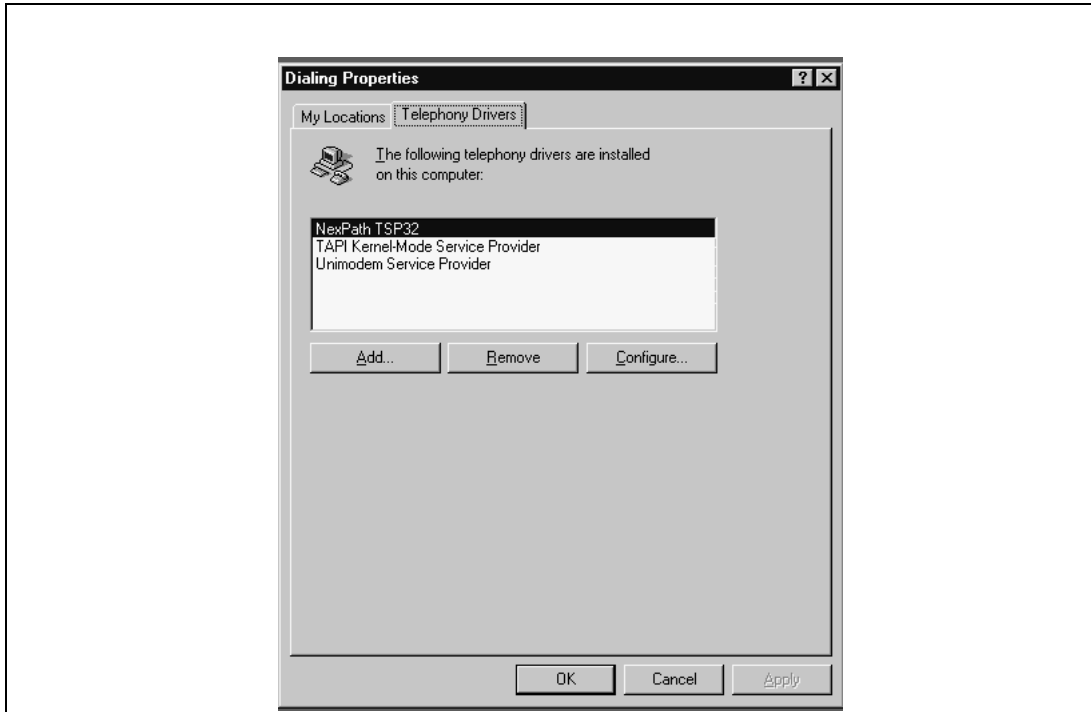 Dialing Properties
My Locations Telephony Drivers
The following telephony drivers are installed
on this computer:
NexPath TSP32
TAPI Kernel-Mode Service Provider
Unimodem Service Provider
Add... Remove Configure...
OK Cancel Apply